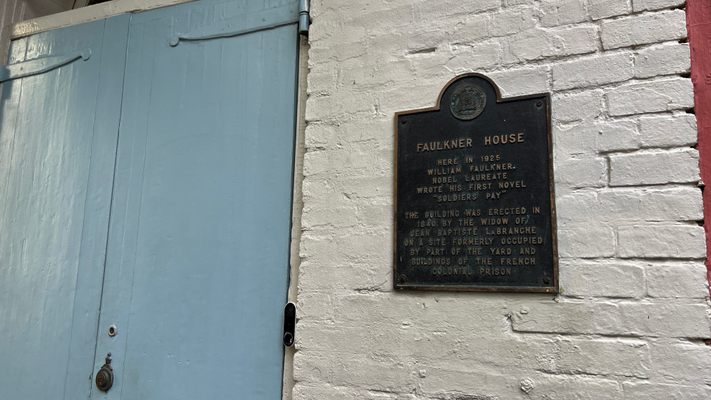 FAULKNER HOUSE
HERE IN 1925
WILLIAM FAULKNER,
NOBEL LAUREATE
WROTE HIS FIRST NOVEL
"SOLDIERS' PAY"
THE BUILDING WAS ERECTED IN
1840 BY THE WIDOW OF
JEAN BAPTISTE LaBRANCHE
ON A SITE FORMERLY OCCUPIED
BY PART OF THE YARD AND
BUILDINGS OF THE FRENCH
COLONIAL PRISON